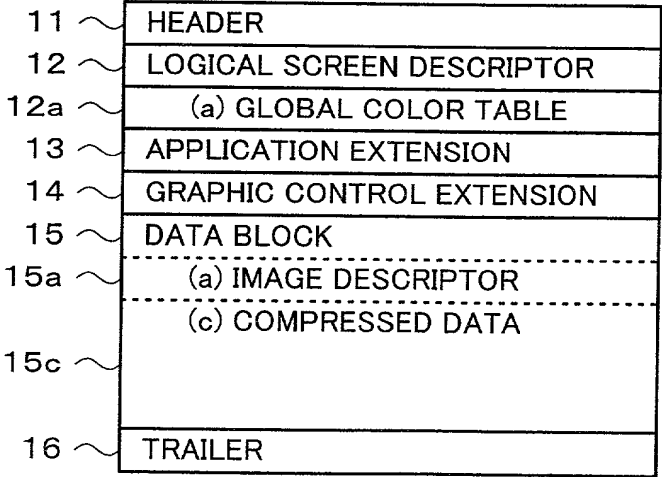 11 HEADER
12 LOGICAL SCREEN DESCRIPTOR
12a (a) GLOBAL COLOR TABLE
13 APPLICATION EXTENSION
14 GRAPHIC CONTROL EXTENSION
15 DATA BLOCK
15a (a) IMAGE DESCRIPTOR
(c) COMPRESSED DATA
15c
16 TRAILER